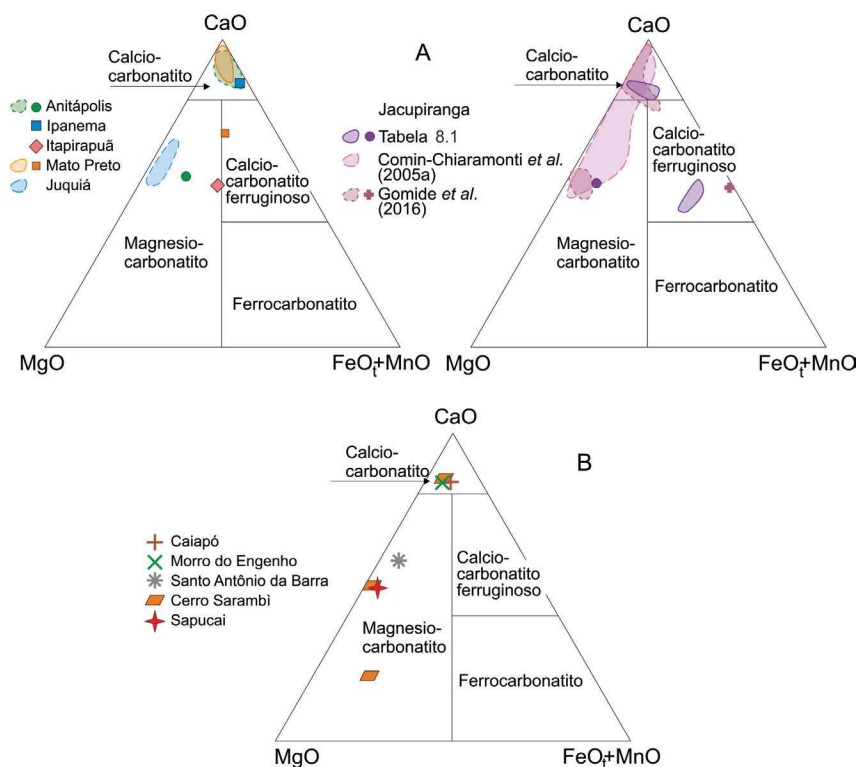 CaO
A
Calcio-
carbonatito
Anitápolis
Ipanema
Itapirapuã
Mato Preto
Juquiá
Calcio-
carbonatito
ferruginoso
Magnesio-
carbonatito
Ferrocarbonatito
MgO
FeOt+MnO
CaO
Calcio-
carbonatito
Jacupiranga
Tabela 8.1
Comin-Chiaramonti et al.
(2005a)
Gomide et al.
(2016)
Calcio-
carbonatito
ferruginoso
Magnesio-
carbonatito
Ferrocarbonatito
MgO
FeOt+MnO
CaO
B
Calcio-
carbonatito
Caiapó
Morro do Engenho
Santo Antônio da Barra
Cerro Sarambì
Sapucai
Calcio-
carbonatito
ferruginoso
Magnesio-
carbonatito
Ferrocarbonatito
MgO
FeOt+MnO